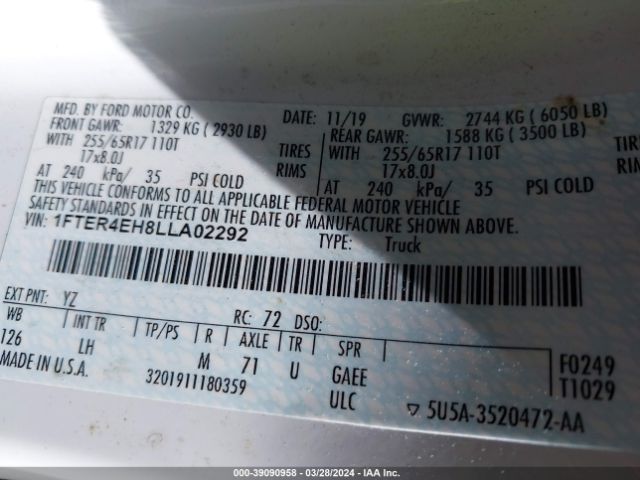 MFD. BY FORD MOTOR CO. DATE: 11/19 GVWR: 2744 KG ( 6050 LB)
FRONT GAWR: 1329 KG ( 2930 LB) REAR GAWR: 1588 KG ( 3500 LB)
WITH 255/65R17 110T TIRES WITH 255/65R17 110T
17x8.0J RIMS 17x8.0J
AT 240 kPa/ 35 PSI COLD AT 240 kPa/ 35 PSI COLD
THIS VEHICLE CONFORMS TO ALL APPLICABLE FEDERAL MOTOR VEHICLE
SAFETY STANDARDS IN EFFECT ON THE DATE OF MANUFACTURE SHOWN ABOVE.
VIN: 1FTER4EH8LLA02292 TYPE: Truck
EXT PNT: YZ RC: 72 DSO:
WB INT TR TP/PS R AXLE TR SPR
126 LH M 71 U GAEE F0249
MADE IN U.S.A. 3201911180359 ULC T1029
▽ 5U5A-3520472-AA
000-39090958 - 03/28/2024 - IAA Inc.